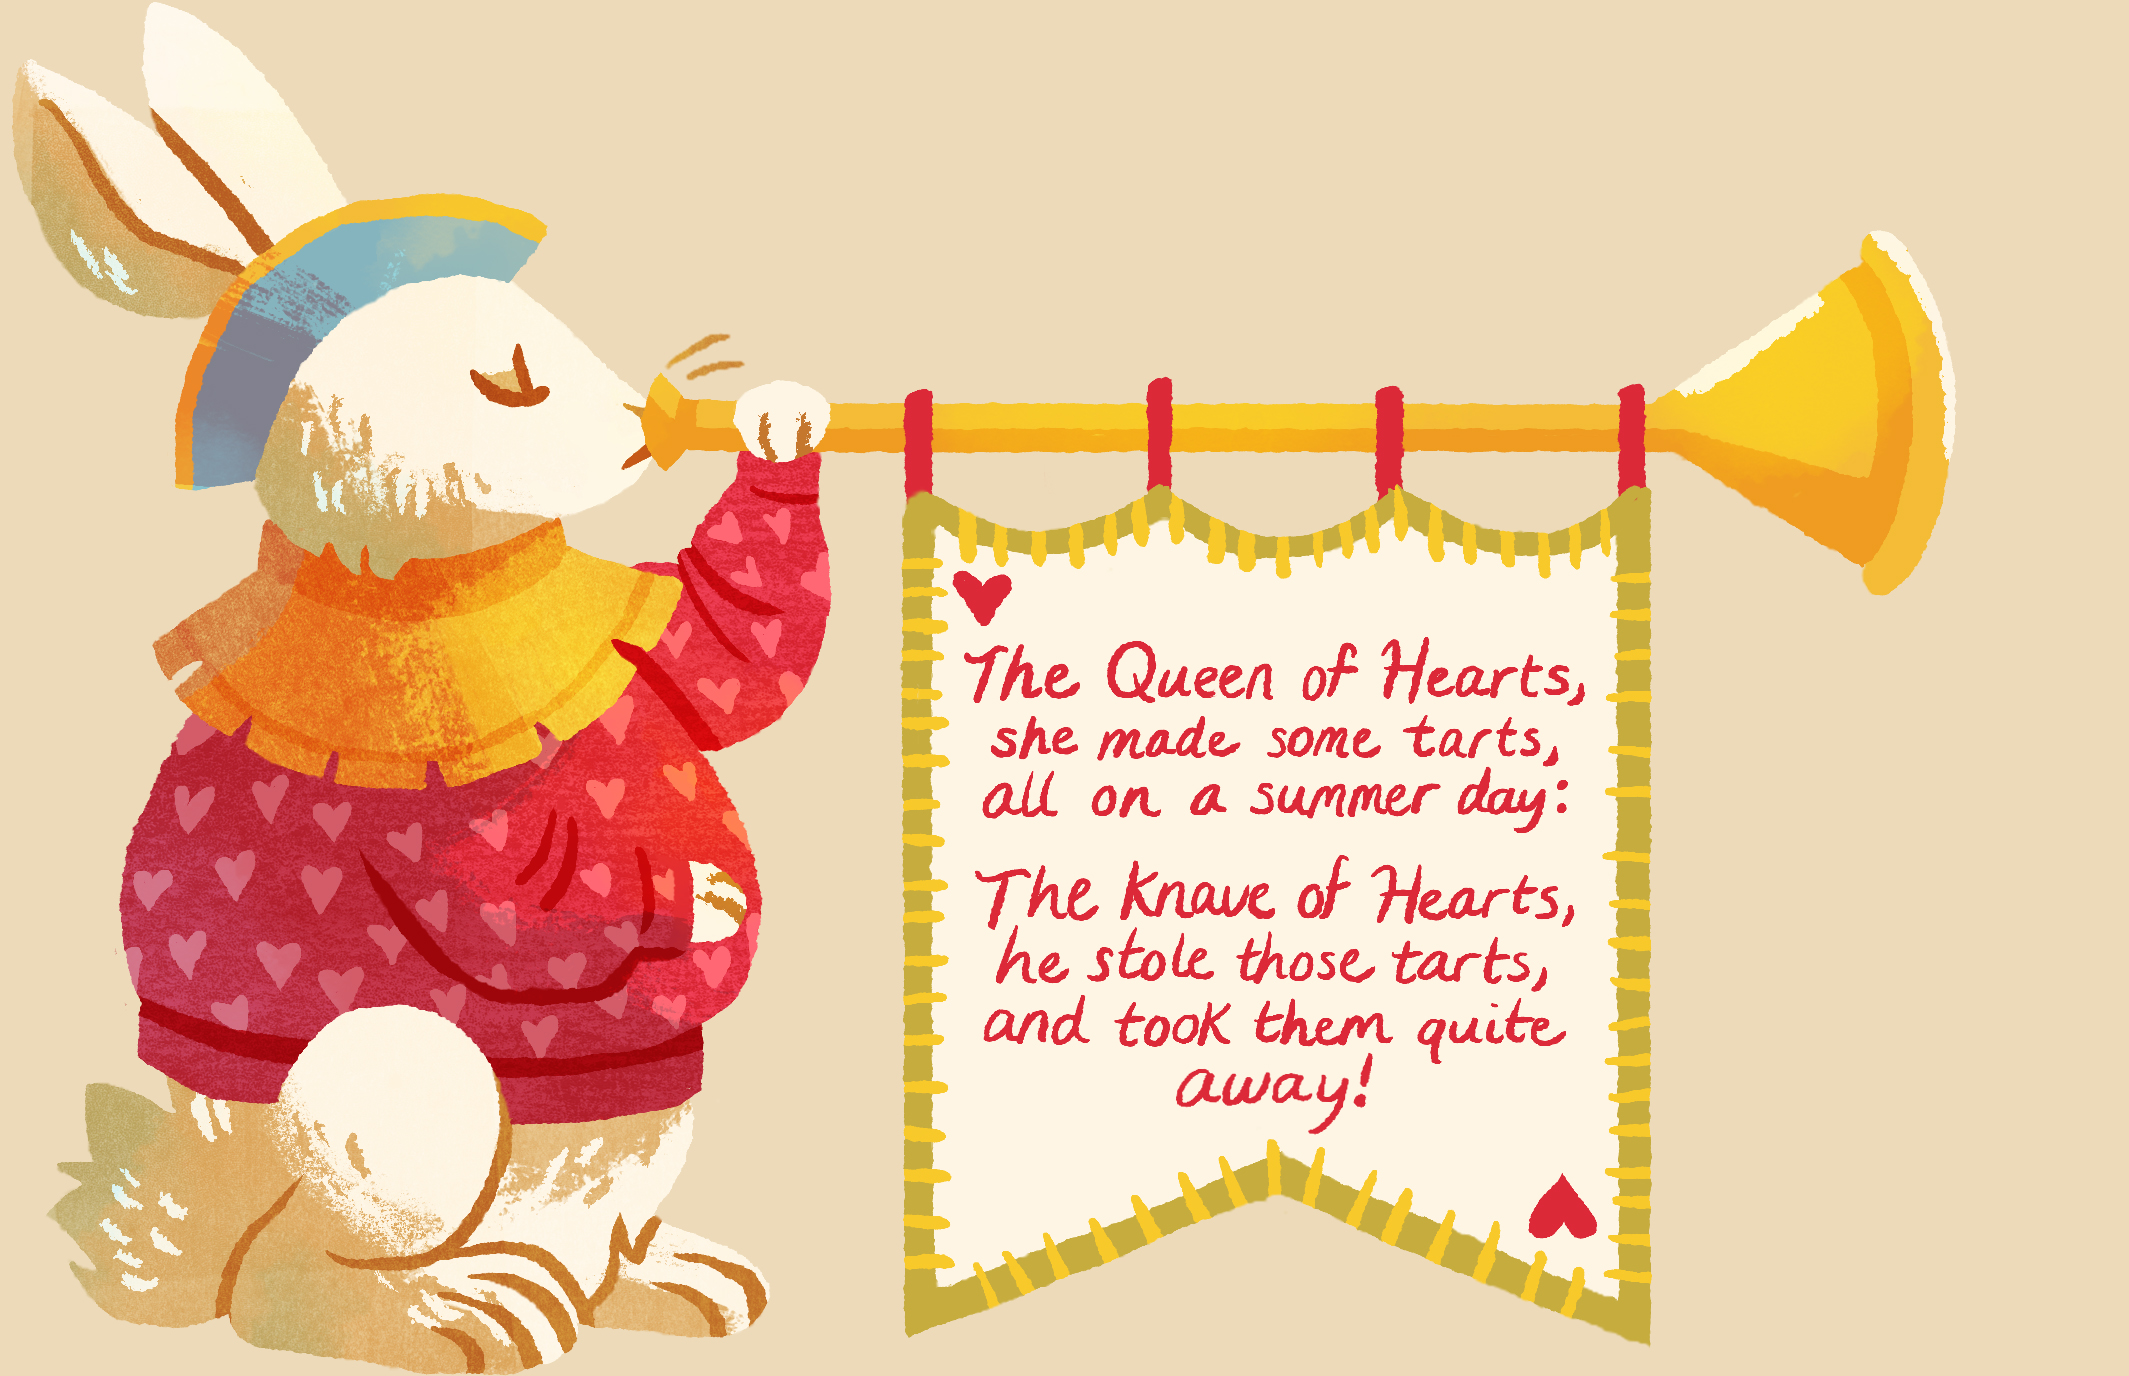 The Queen of Hearts,
she made some tarts,
all on a summer day:
The Knave of Hearts,
he stole those tarts,
and took them quite
away!